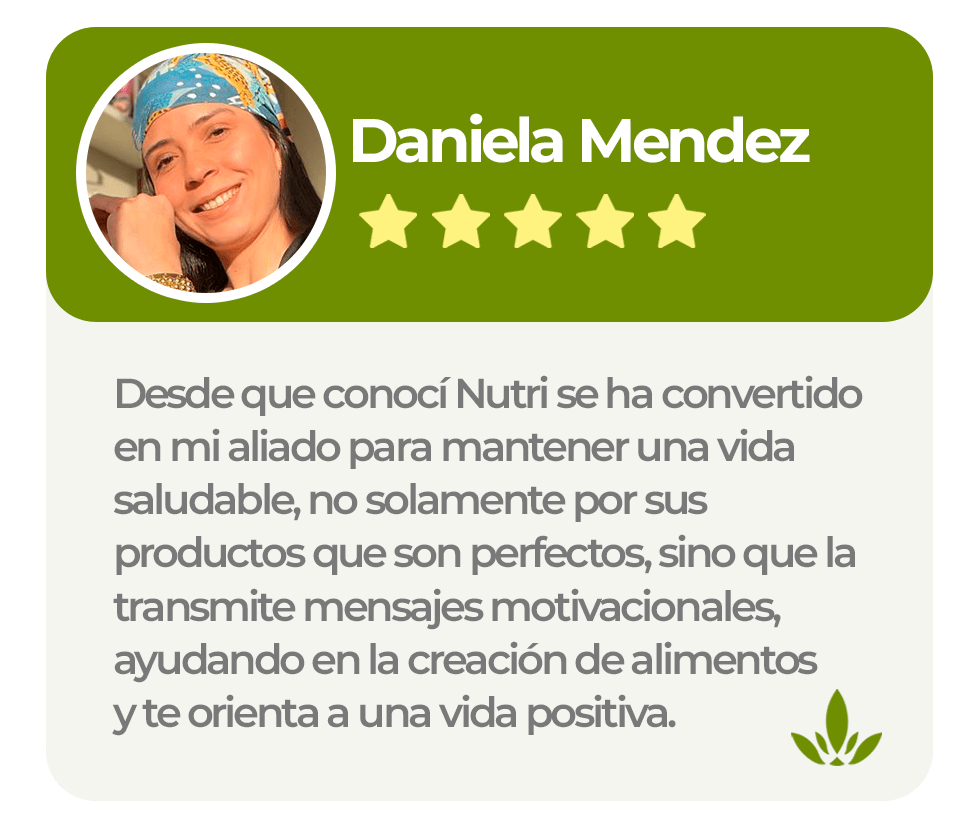 Daniela Mendez
Desde que conocí Nutri se ha convertido
en mi aliado para mantener una vida
saludable, no solamente por sus
productos que son perfectos, sino que la
transmite mensajes motivacionales,
ayudando en la creación de alimentos
y te orienta a una vida positiva.